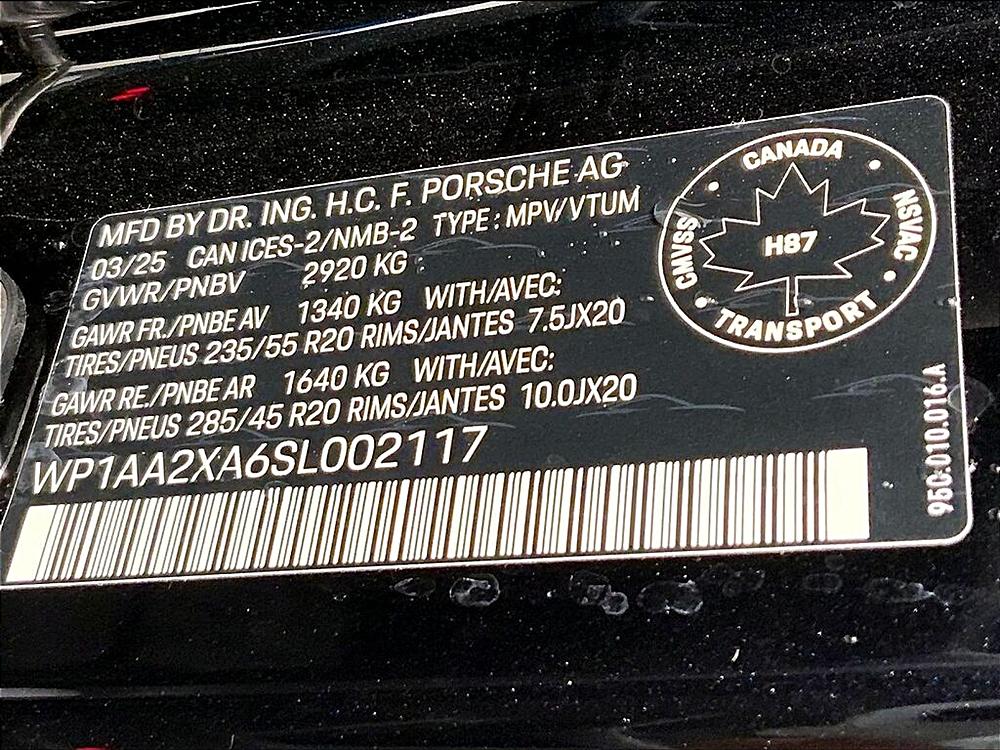 MFD BY DR. ING. H.C. F. PORSCHE AG
03/25 CAN ICES-2/NMB-2 TYPE: MPV/VTUM
GVWR/PNBV 2920 KG
GAWR FR./PNBE AV 1340 KG WITH/AVEC:
TIRES/PNEUS 235/55 R20 RIMS/JANTES 7.5JX20
GAWR RE./PNBE AR 1640 KG WITH/AVEC:
TIRES/PNEUS 285/45 R20 RIMS/JANTES 10.0JX20
WP1AA2XA6SL002117
CANADA
CMVSS
H87
NSVAC
TRANSPORT
95C.010.016.A